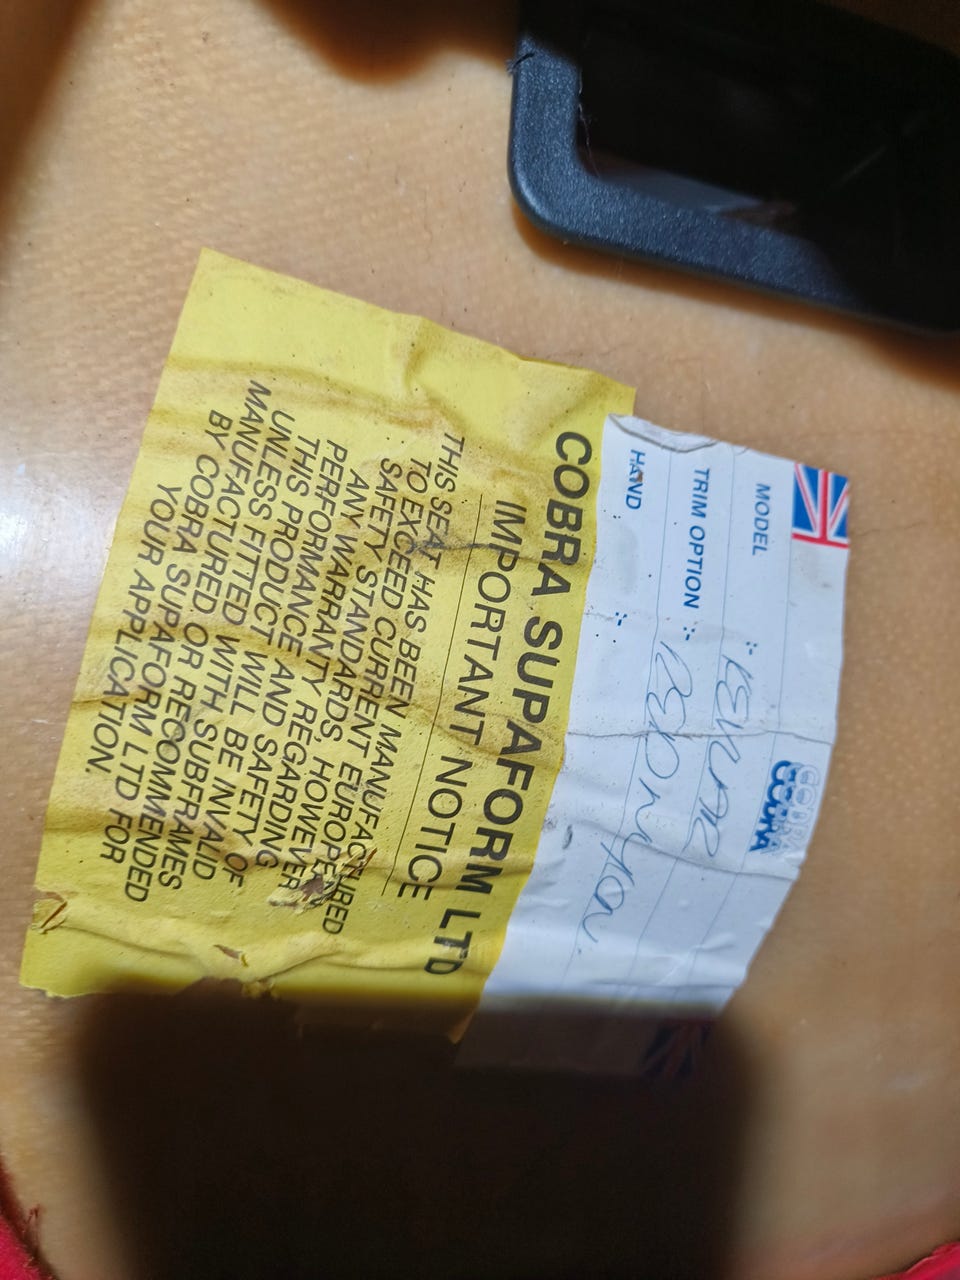 COBRA
MODEL :-
TRIM OPTION :-
HAND :-
COBRA SUPAFORM LTD
IMPORTANT NOTICE
THIS SEAT HAS BEEN MANUFACTURED
TO EXCEED CURRENT EUROPEAN
SAFETY STANDARDS, HOWEVER
ANY WARRANTY REGARDING
PERFORMANCE AND SAFETY OF
THIS PRODUCT WILL BE INVALID
UNLESS FITTED WITH SUBFRAMES
MANUFACTURED OR RECOMMENDED
BY COBRA SUPAFORM LTD FOR
YOUR APPLICATION.